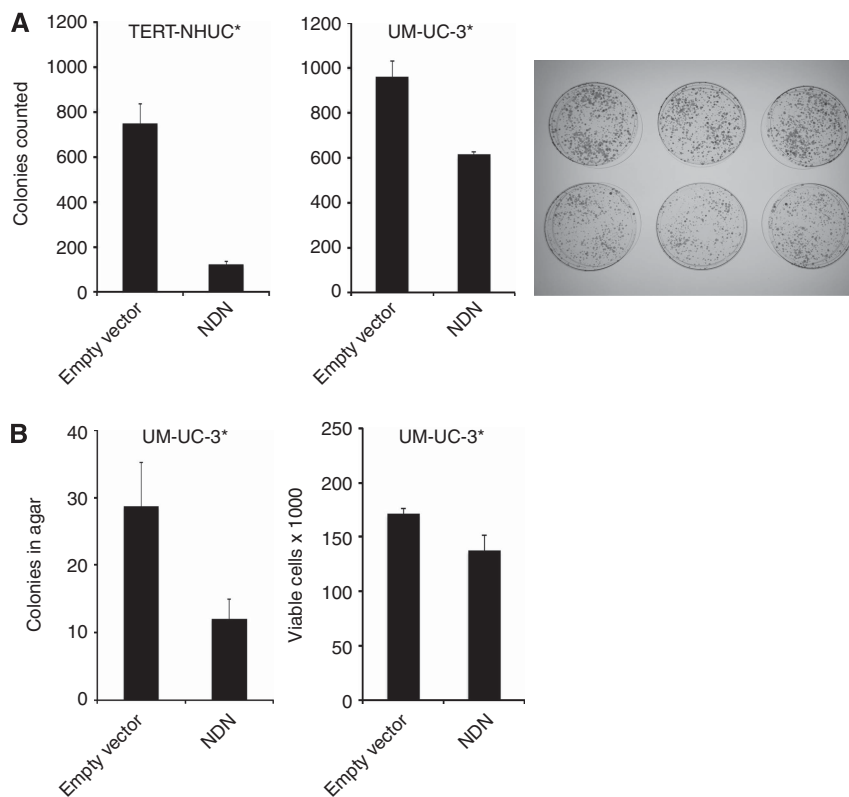 A
TERT-NHUC*
Colonies counted
1200
1000
800
600
400
200
0
Empty vector
NDN
UM-UC-3*
1200
1000
800
600
400
200
0
Empty vector
NDN
B
UM-UC-3*
Colonies in agar
40
30
20
10
0
Empty vector
NDN
UM-UC-3*
Viable cells x 1000
250
200
150
100
50
0
Empty vector
NDN